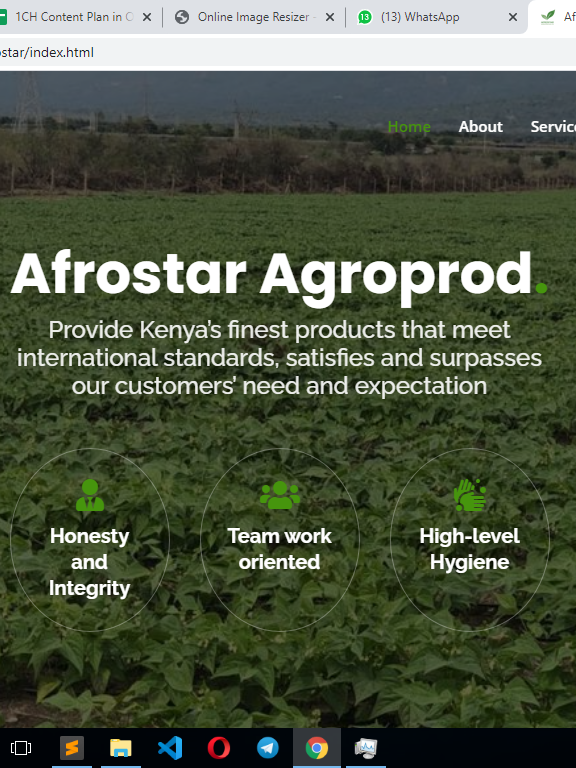 1CH Content Plan in
Online Image Resizer
13
(13) WhatsApp
Af
ostar/index.html
Home
About
Service
Afrostar Agroprod.
Provide Kenya's finest products that meet
international standards, satisfies and surpasses
our customers' need and expectation
Honesty
and
Integrity
Team work
oriented
High-level
Hygiene